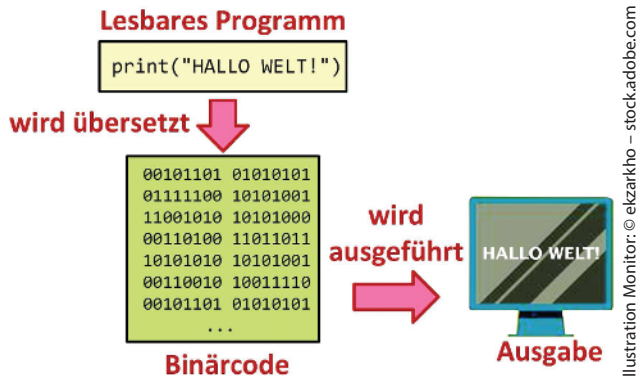 Lesbares Programm
print("HALLO WELT!")
wird übersetzt
00101101 01010101
01111100 10101001
11001010 10101000
00110100 11011011
10101010 10101001
00110010 10011110
00101101 01010101
...
Binärcode
wird
ausgeführt
HALLO WELT!
Ausgabe
Illustration Monitor: © ekzarkho – stock.adobe.com